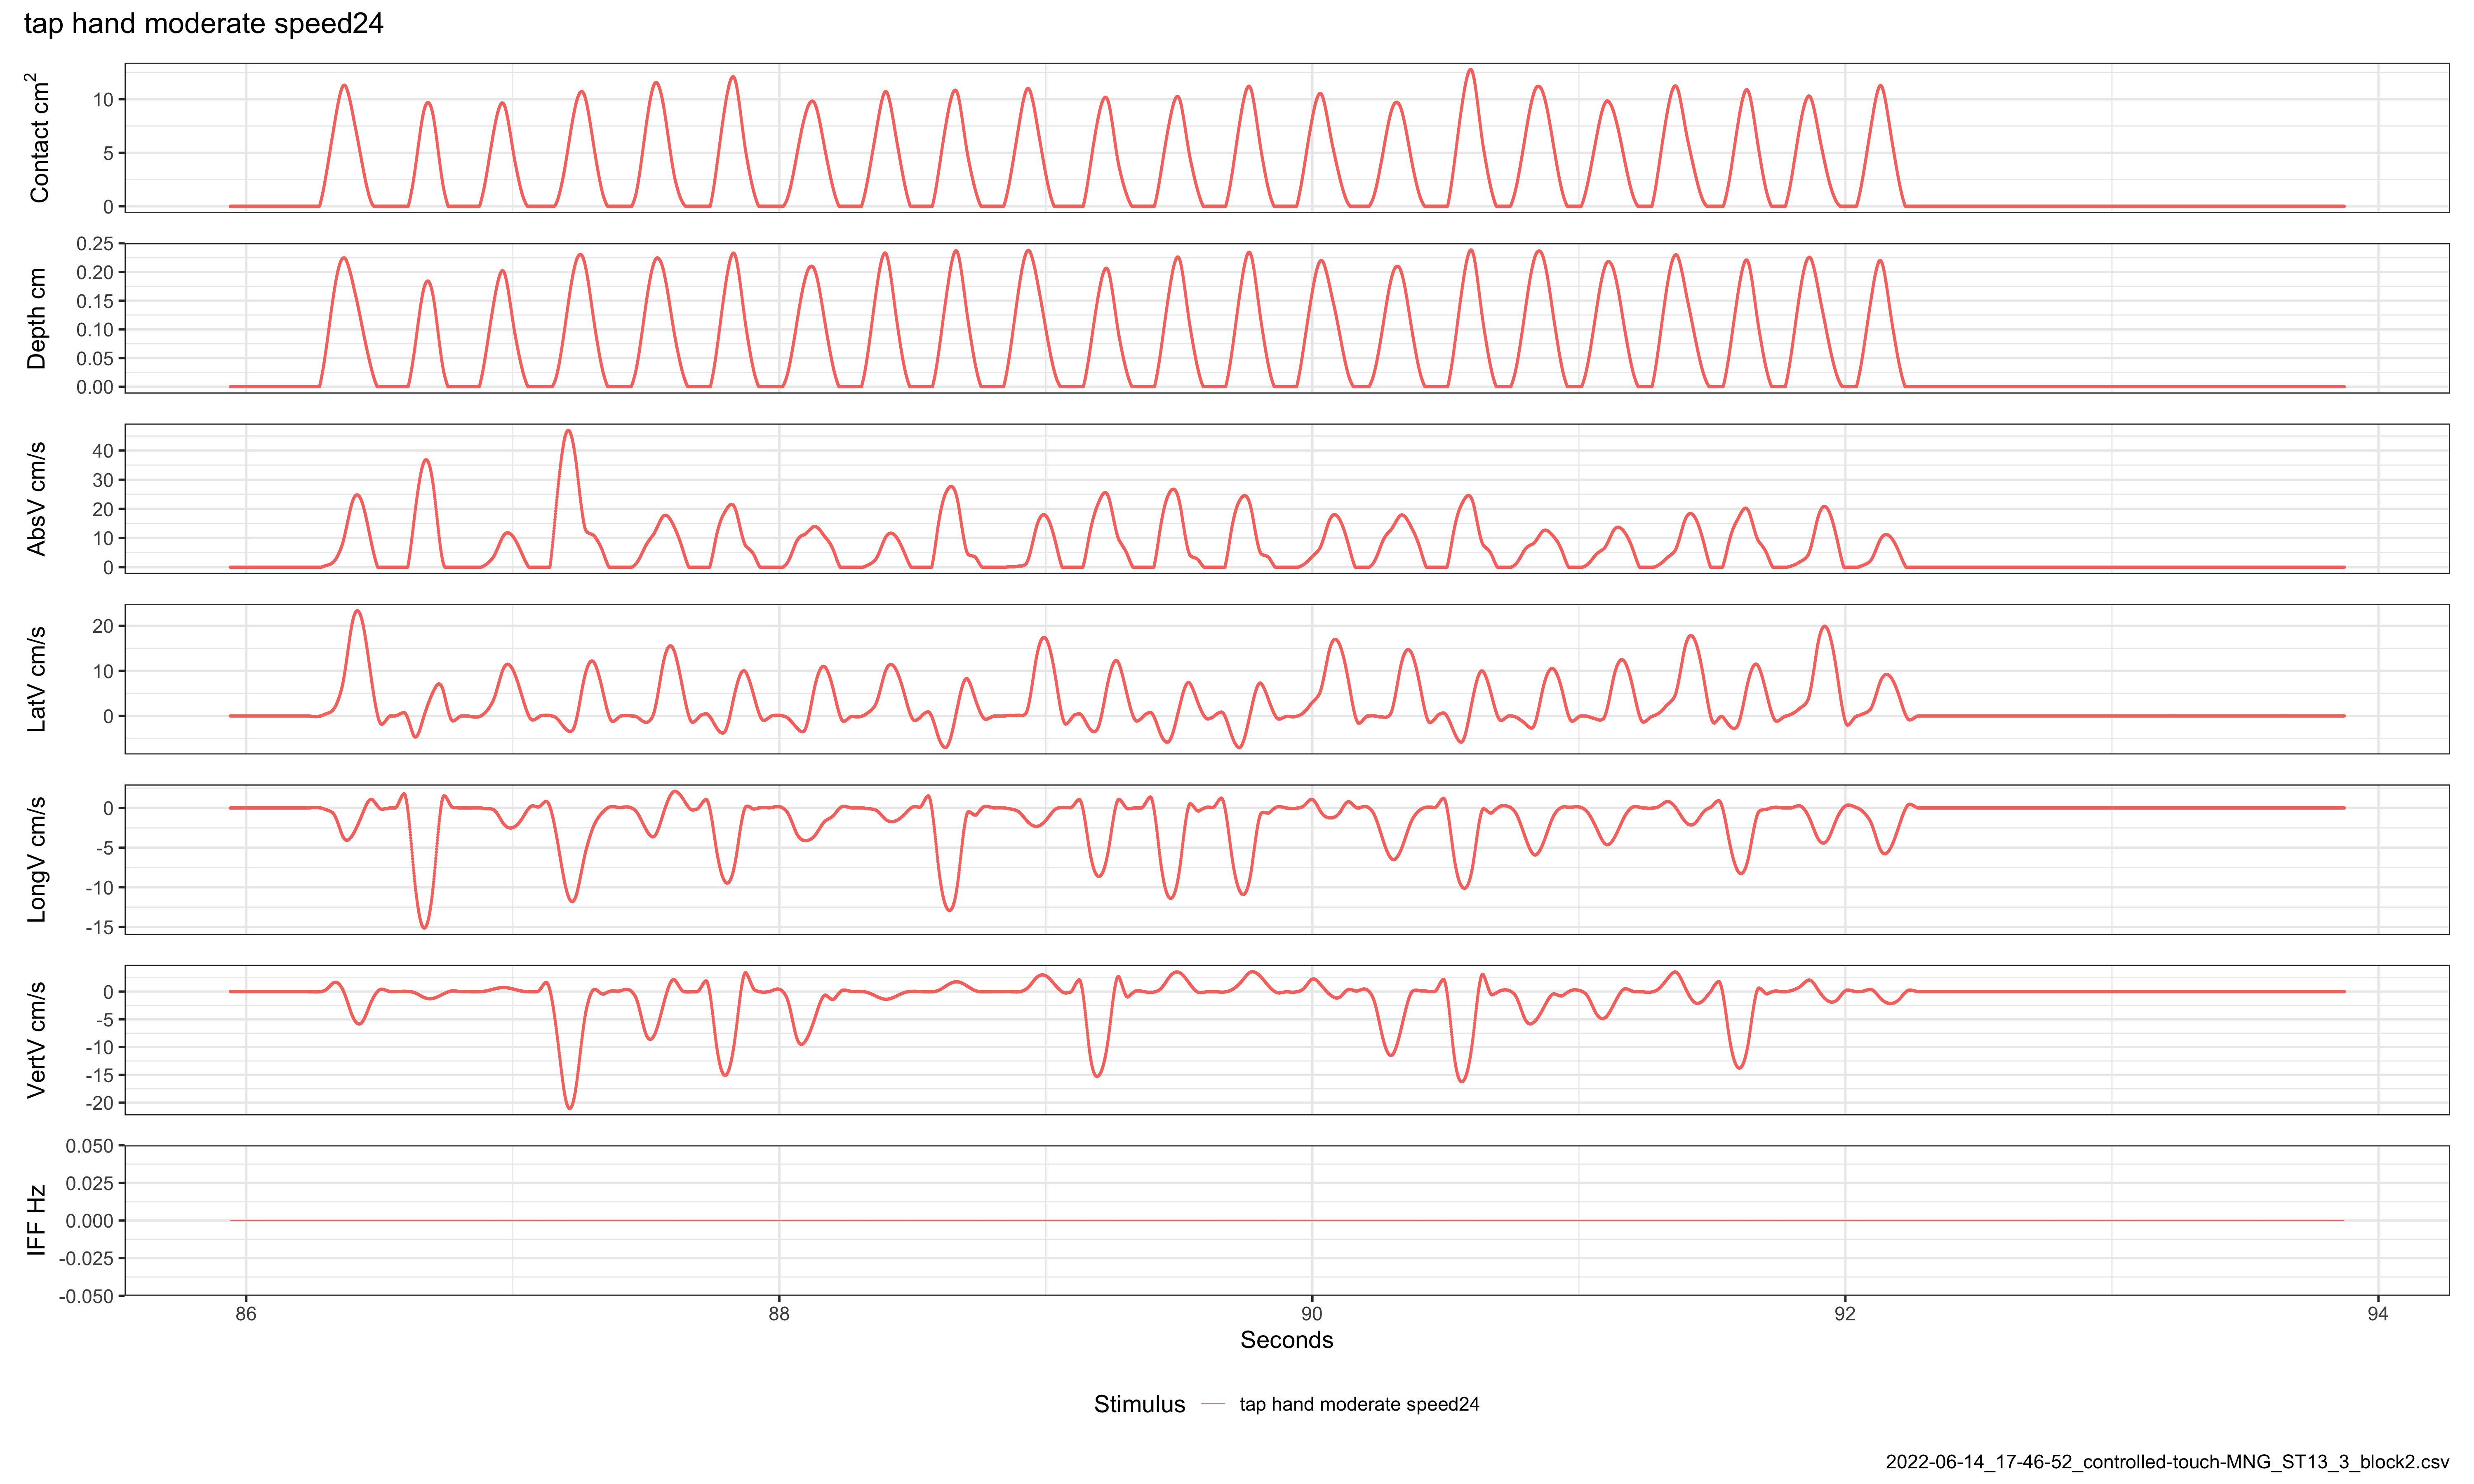 tap hand moderate speed24
Contact cm²
10
5
0
Depth cm
0.25
0.20
0.15
0.10
0.05
0.00
AbsV cm/s
40
30
20
10
0
LatV cm/s
20
10
0
LongV cm/s
0
-5
-10
-15
VertV cm/s
0
-5
-10
-15
-20
IFF Hz
0.050
0.025
0.000
-0.025
-0.050
86 88 90 92 94
Seconds
Stimulus tap hand moderate speed24
2022-06-14_17-46-52_controlled-touch-MNG_ST13_3_block2.csv